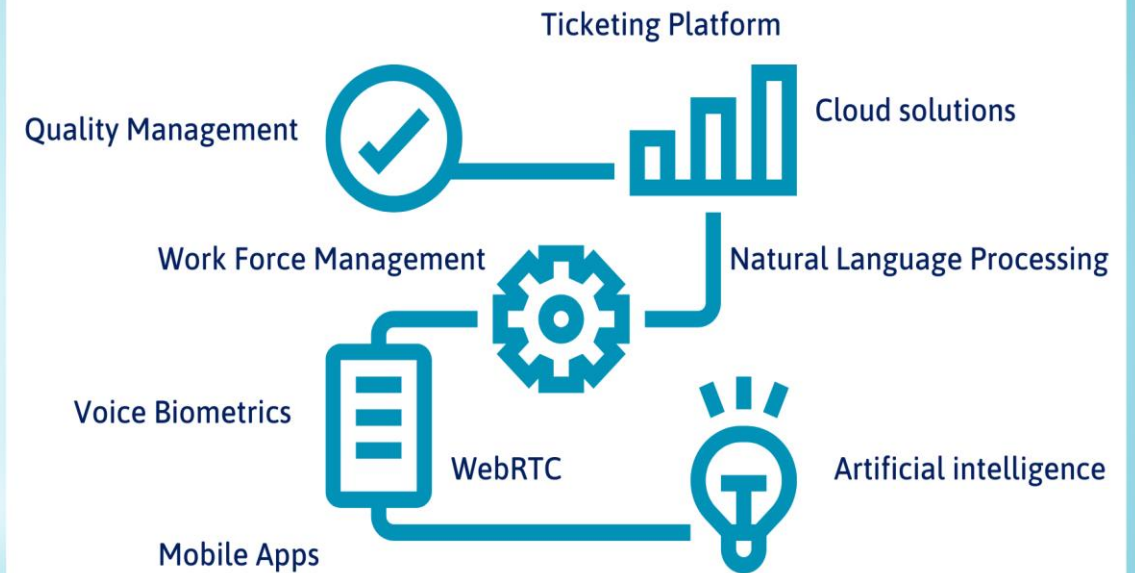 Ticketing Platform
Quality Management
Cloud solutions
Work Force Management
Natural Language Processing
Voice Biometrics
WebRTC
Artificial intelligence
Mobile Apps